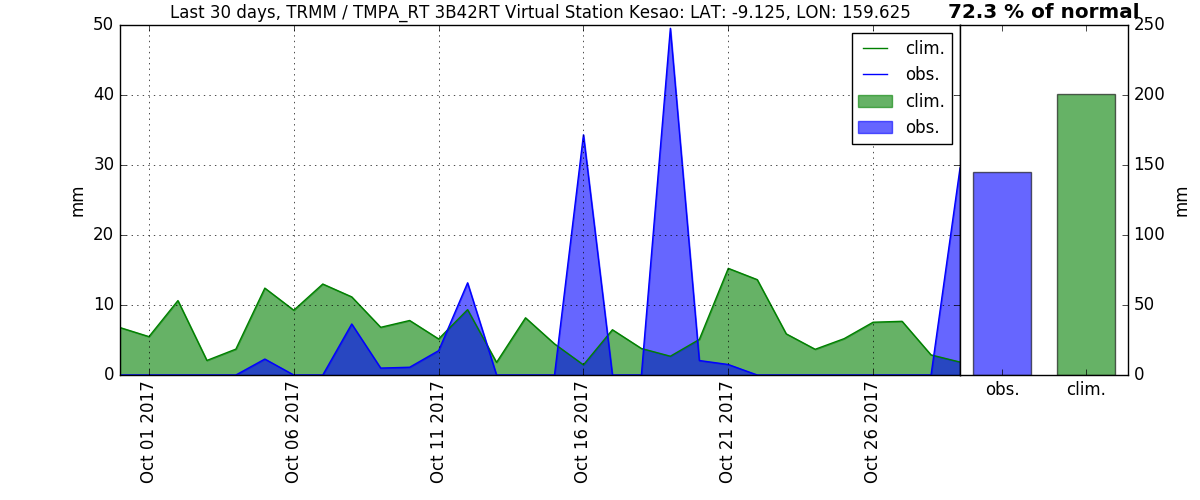 Last 30 days, TRMM / TMPA_RT 3B42RT Virtual Station Kesao: LAT: -9.125, LON: 159.625
72.3 % of normal
50
40
30
20
10
0
mm
clim.
obs.
clim.
obs.
250
200
150
100
50
0
mm
Oct 01 2017
Oct 06 2017
Oct 11 2017
Oct 16 2017
Oct 21 2017
Oct 26 2017
obs.
clim.